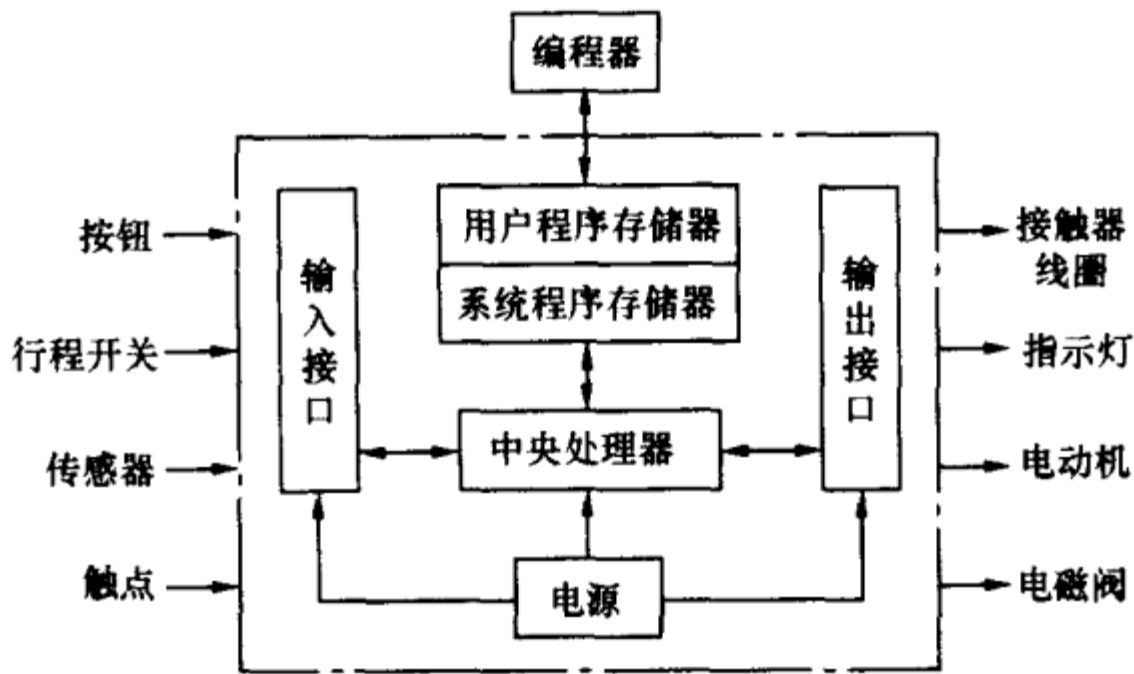 编程器
用户程序存储器
系统程序存储器
输入接口
输出接口
中央处理器
电源
按钮
行程开关
传感器
触点
接触器
线圈
指示灯
电动机
电磁阀